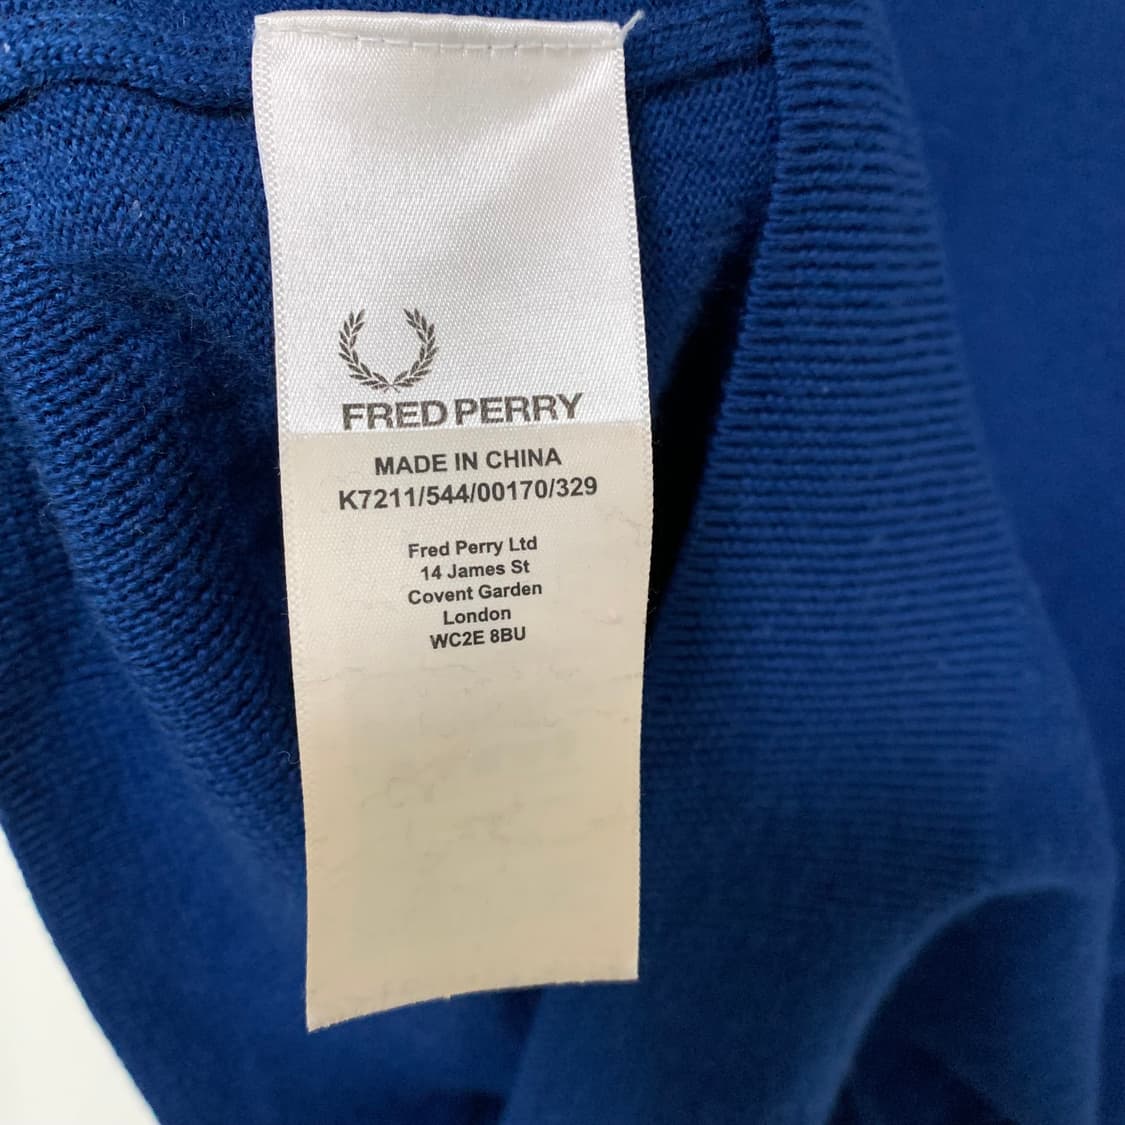 FRED PERRY
MADE IN CHINA
K7211/544/00170/329
Fred Perry Ltd
14 James St
Covent Garden
London
WC2E 8BU